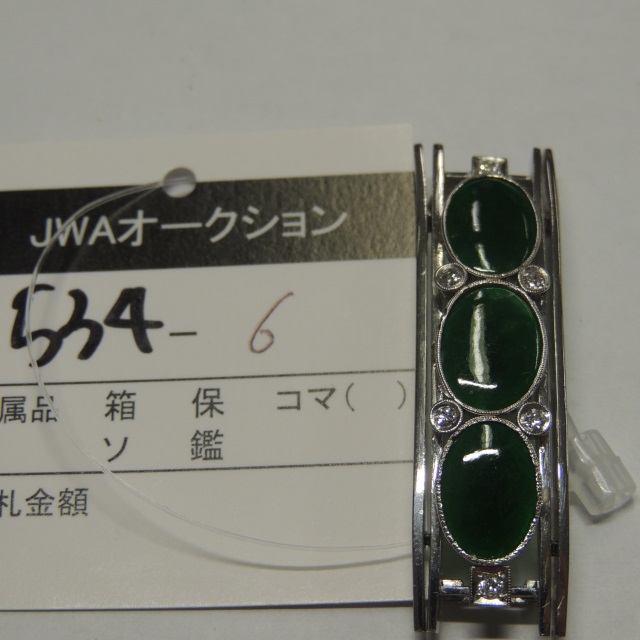 JWAオークション
534-6
属品 箱 保 コマ( )
ソ 鑑
札金額